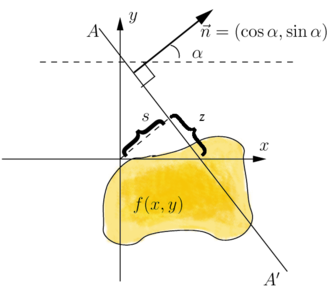 y
A
n⃗ = (cos α, sin α)
α
s
z
x
f(x, y)
A′